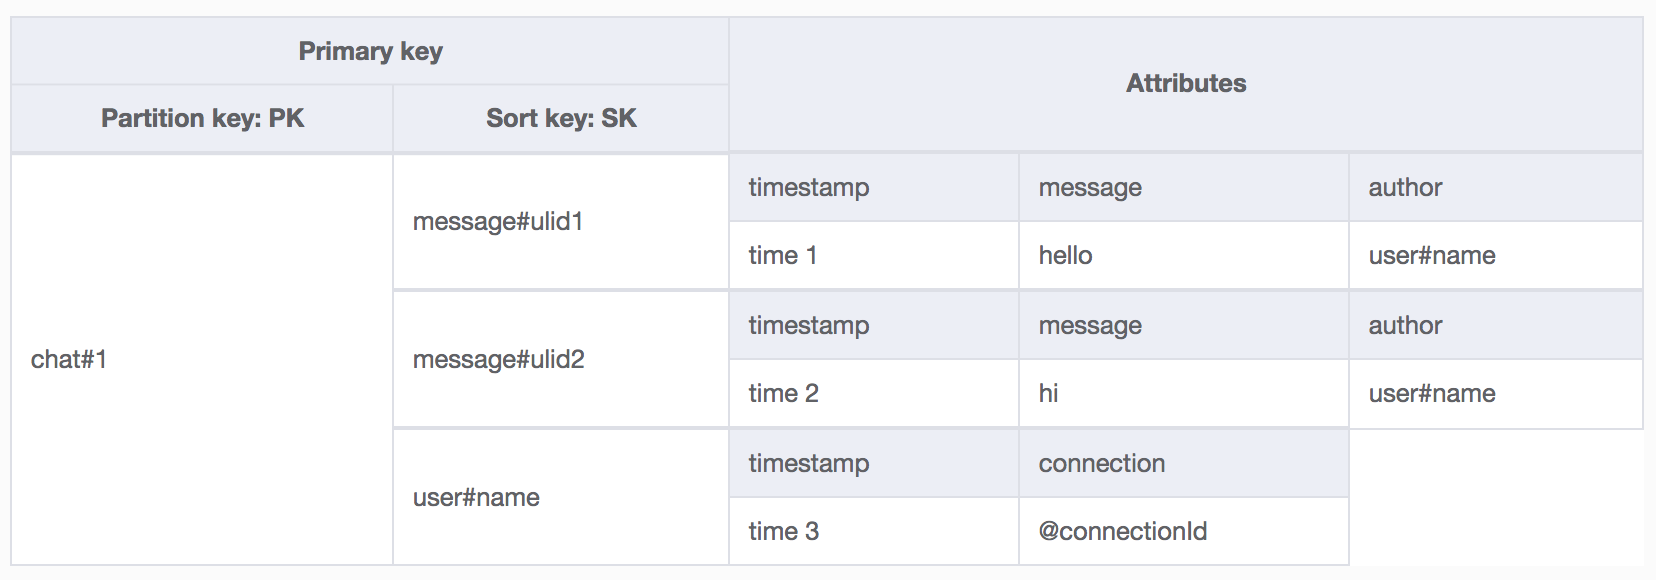 Primary key
Attributes
Partition key: PK
Sort key: SK
chat#1
message#ulid1
timestamp
message
author
time 1
hello
user#name
message#ulid2
timestamp
message
author
time 2
hi
user#name
user#name
timestamp
connection
time 3
@connectionId